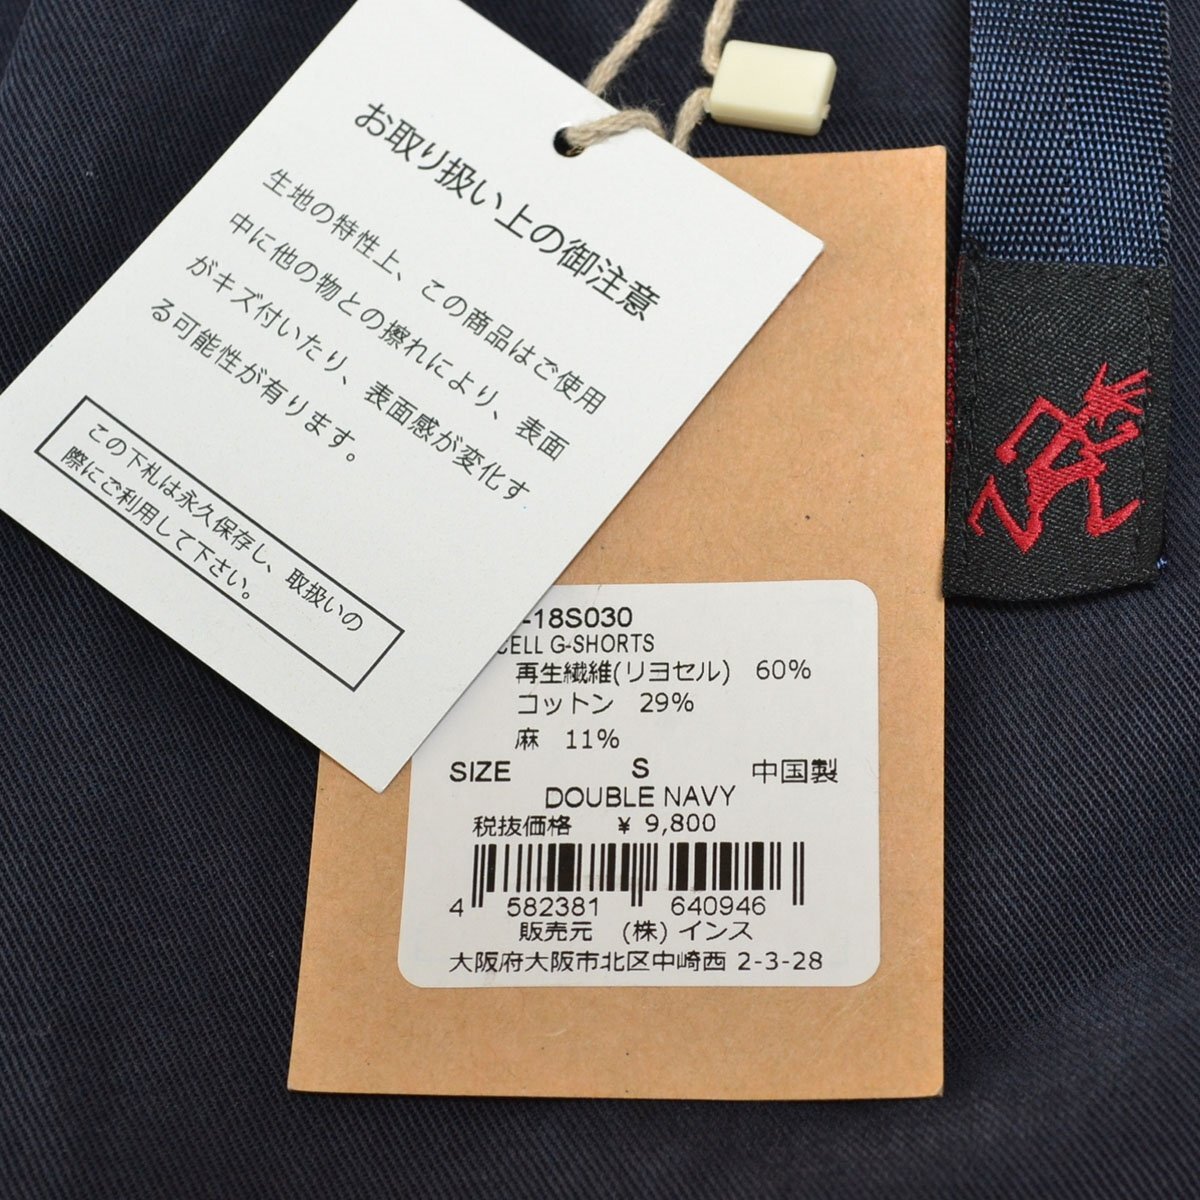 お取り扱い上の御注意
生地の特性上、この商品はご使用
中に他の物との擦れにより、表面
がキズ付いたり、表面感が変化す
る可能性が有ります。
この下札は永久保存し、取扱いの
際にご利用して下さい。
-18S030
CELL G-SHORTS
再生繊維(リヨセル) 60%
コットン 29%
麻 11%
SIZE S 中国製
DOUBLE NAVY
税抜価格 ¥ 9,800
4 582381 640946
販売元 (株) インス
大阪府大阪市北区中崎西 2-3-28